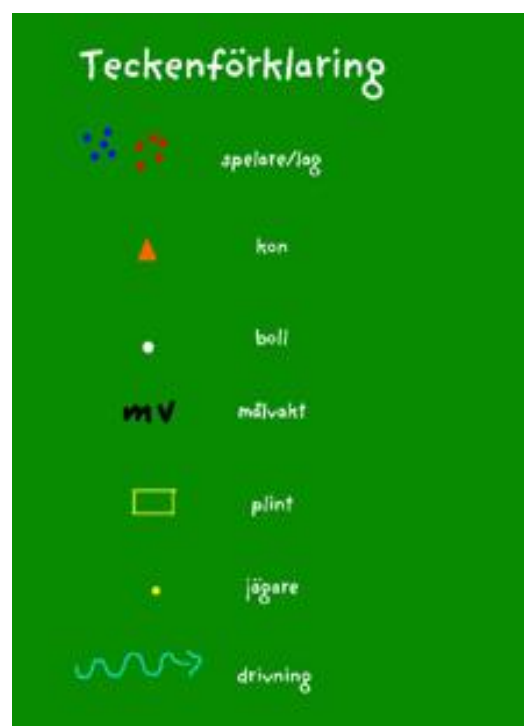 Teckenförklaring
spelare/lag
kon
boll
mv målvakt
plint
jägare
drivning